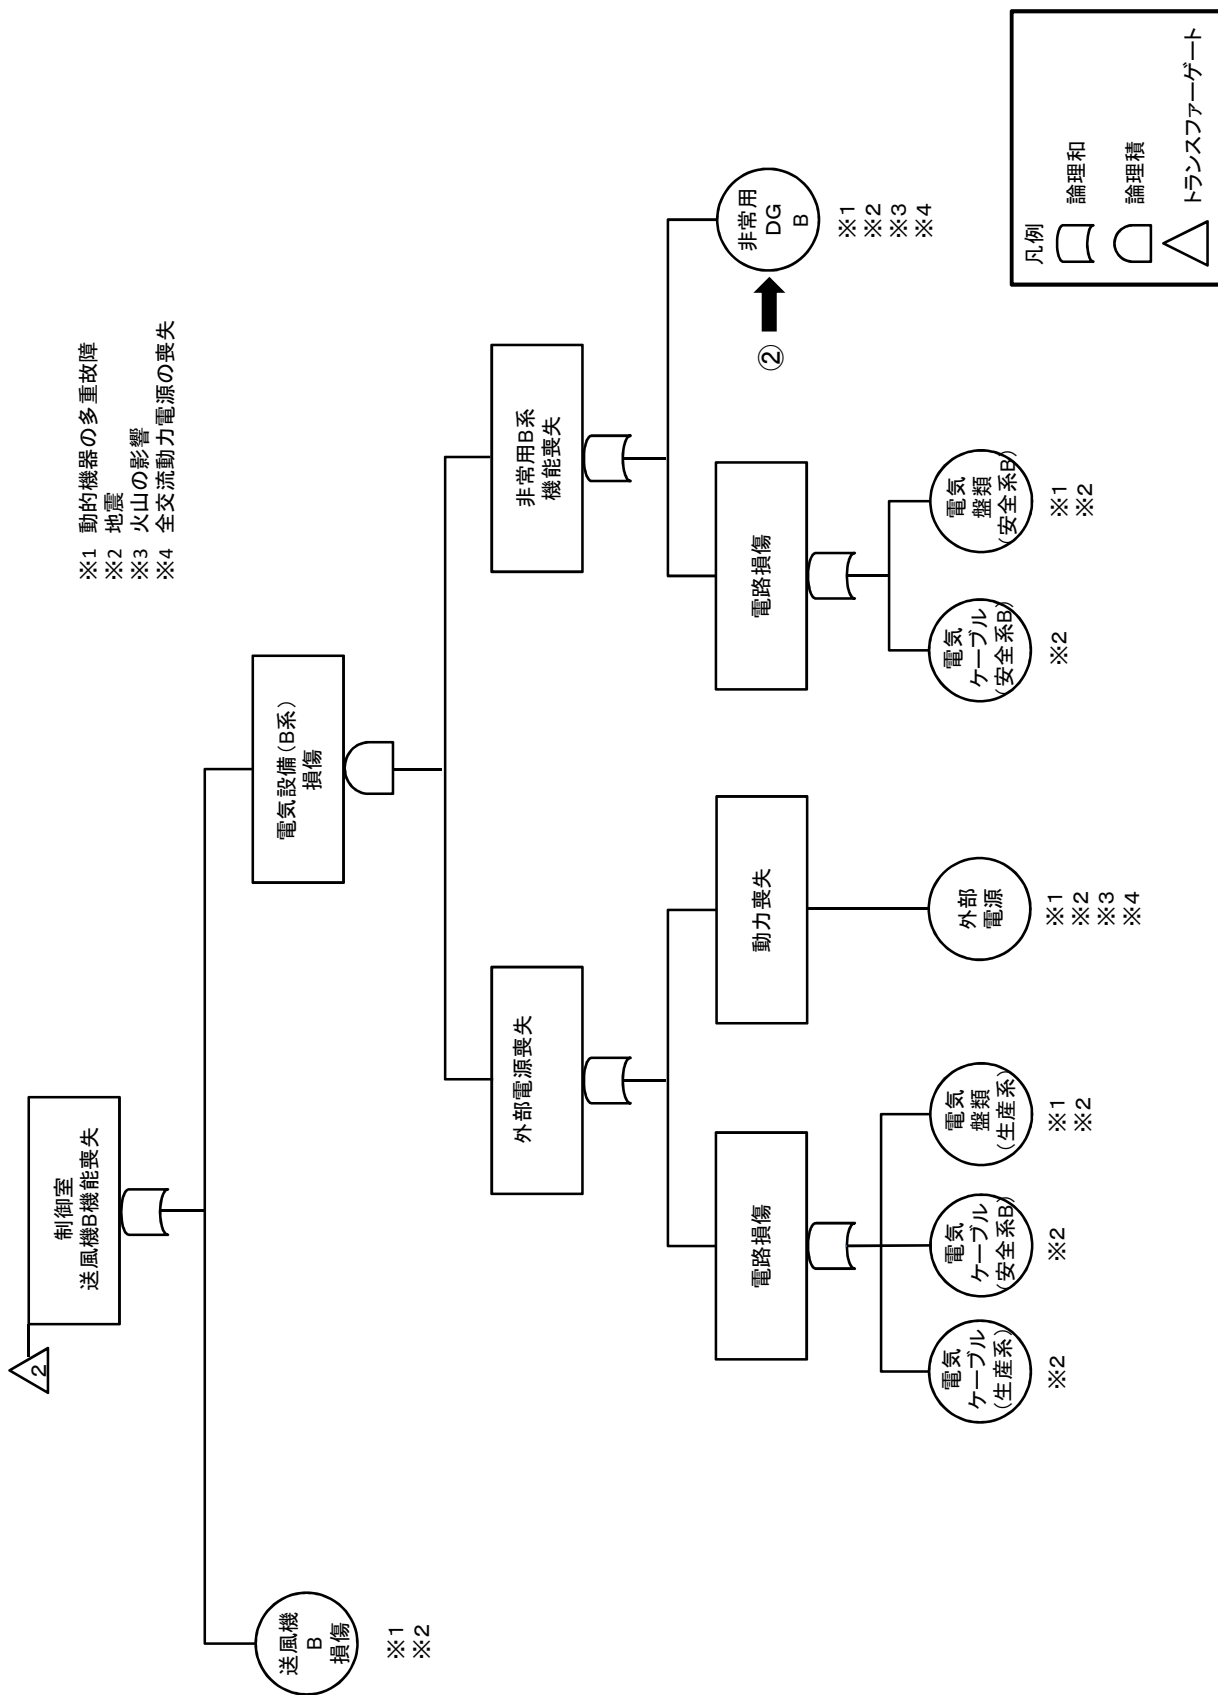 2
制御室
送風機B機能喪失
※1 動的機器の多重故障
※2 地震
※3 火山の影響
※4 全交流動力電源の喪失
送風機
B
損傷
※1
※2
電気設備(B系)
損傷
外部電源喪失
非常用B系
機能喪失
電路損傷
動力喪失
電路損傷
非常用
DG
B
②
※1
※2
※3
※4
電気
ケーブル
(生産系)
※2
電気
ケーブル
(安全系B)
※2
電気
盤類
(生産系)
※1
※2
外部
電源
※1
※2
※3
※4
電気
ケーブル
(安全系B)
※2
電気
盤類
(安全系B)
※1
※2
凡例
論理和
論理積
トランスファーゲート